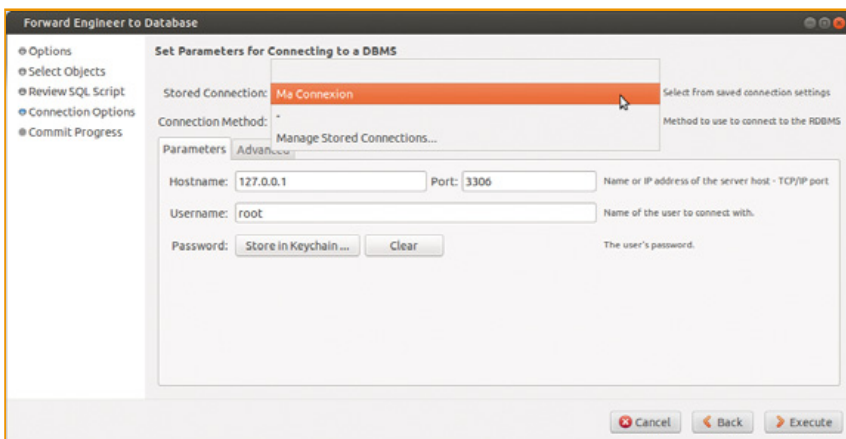 Forward Engineer to Database
Options
Select Objects
Review SQL Script
Connection Options
Commit Progress
Set Parameters for Connecting to a DBMS
Stored Connection: Ma Connexion Select from saved connection settings
Connection Method: - Method to use to connect to the RDBMS
Manage Stored Connections...
Parameters Advanced
Hostname: 127.0.0.1 Port: 3306 Name or IP address of the server host - TCP/IP port
Username: root Name of the user to connect with.
Password: Store in Keychain ... Clear The user's password.
Cancel Back Execute